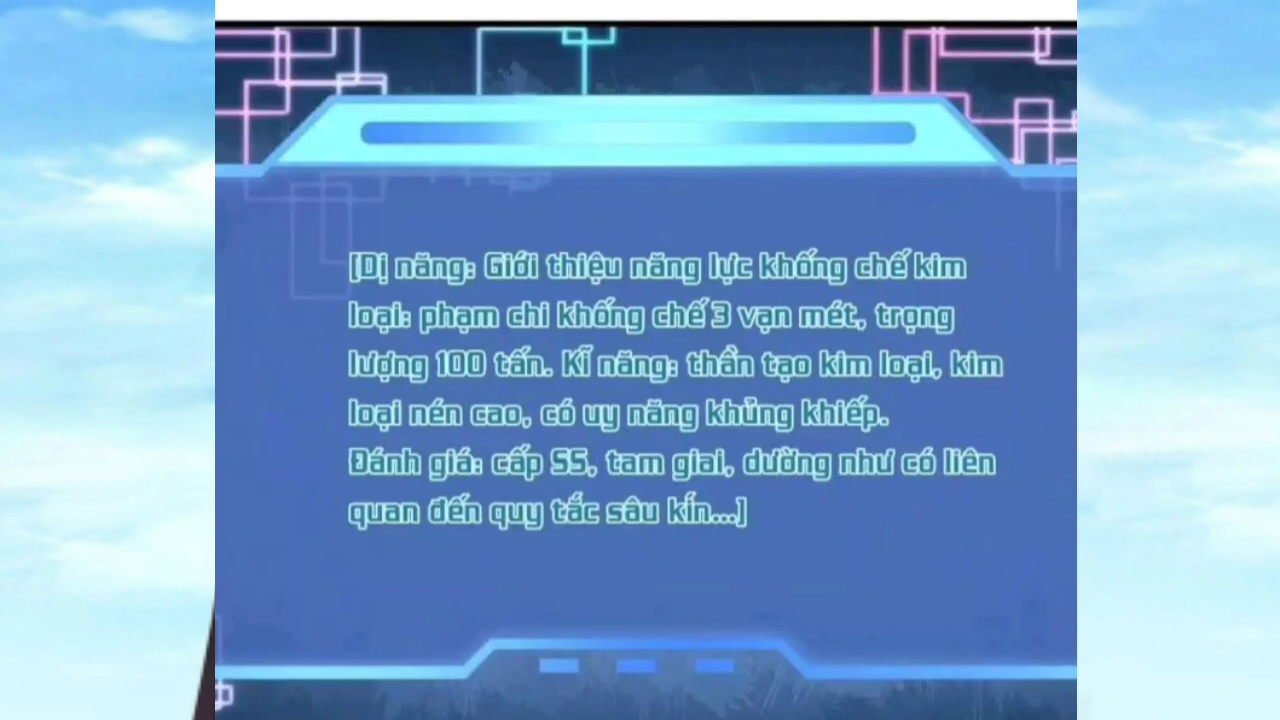 [Dị năng: Giới thiệu năng lực khống chế kim
loại: phạm chi khống chế 3 vạn mét, trọng
lượng 100 tấn. Kĩ năng: thần tạo kim loại, kim
loại nén cao, có uy năng khủng khiếp.
Đánh giá: cấp SS, tam giai, dường như có liên
quan đến quy tắc sâu kín...]